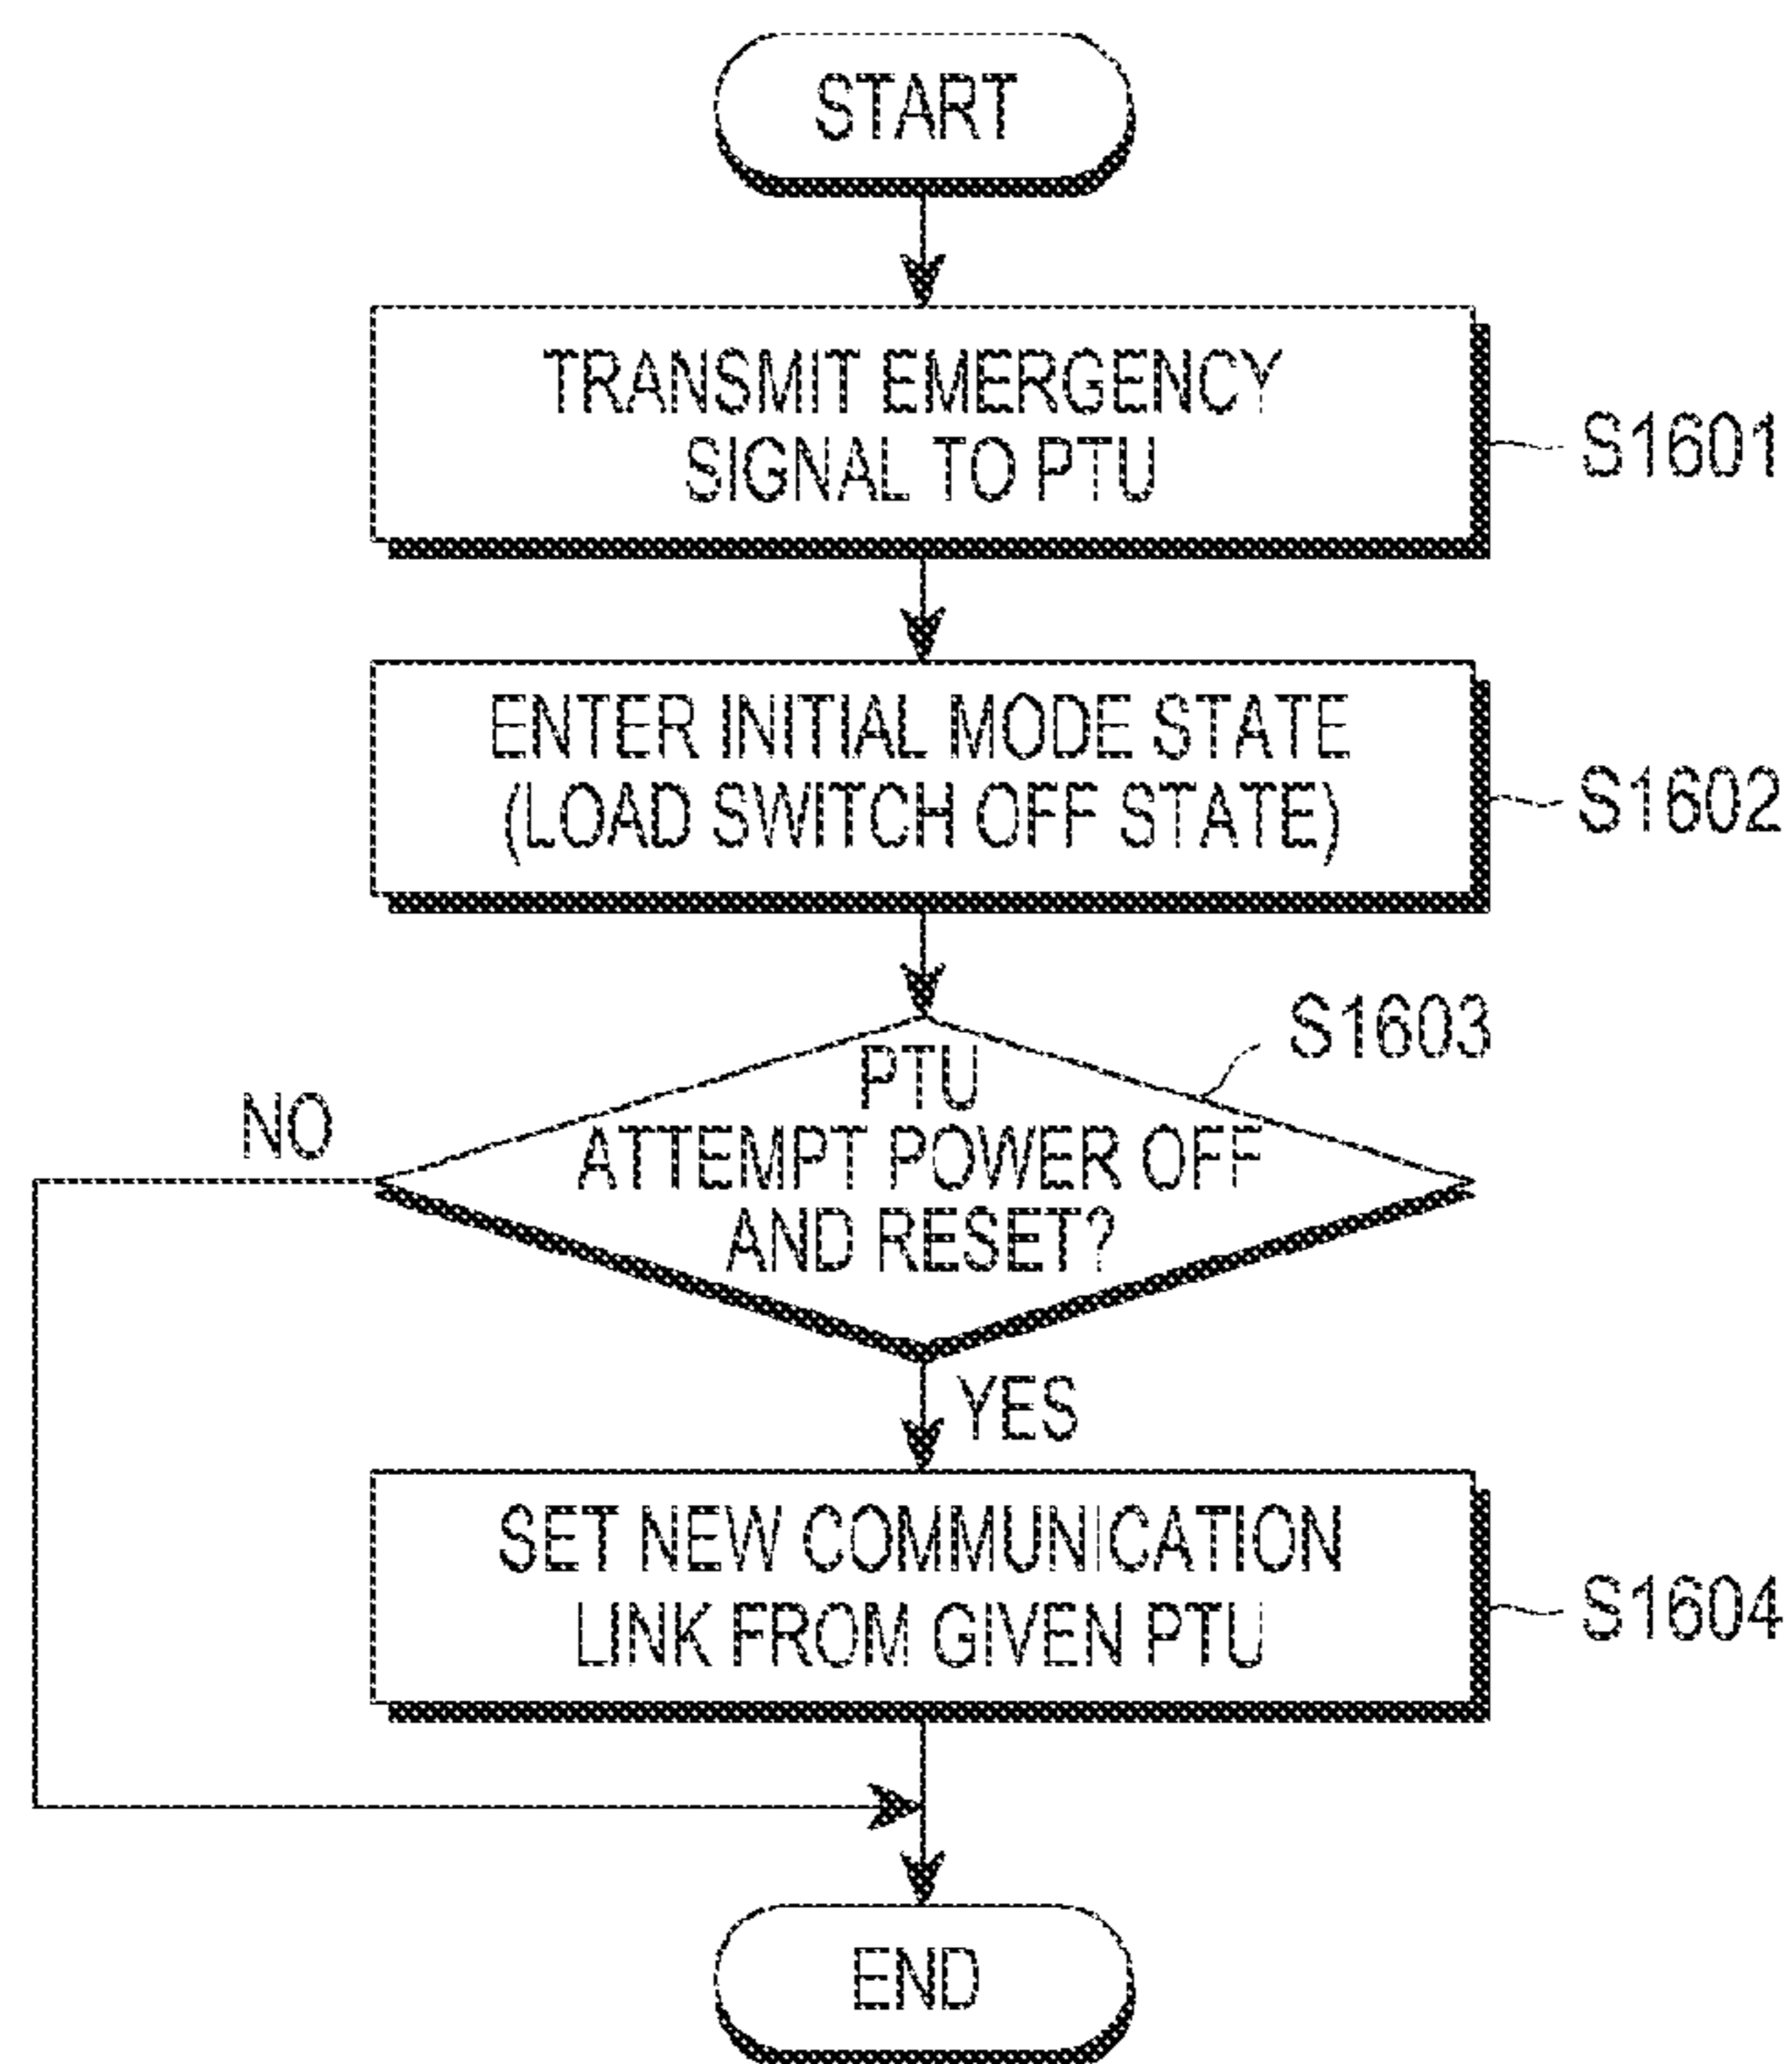 START
TRANSMIT EMERGENCY
SIGNAL TO PTU
S1601
ENTER INITIAL MODE STATE
(LOAD SWITCH OFF STATE)
S1602
S1603
PTU
ATTEMPT POWER OFF
AND RESET?
NO
YES
SET NEW COMMUNICATION
LINK FROM GIVEN PTU
S1604
END